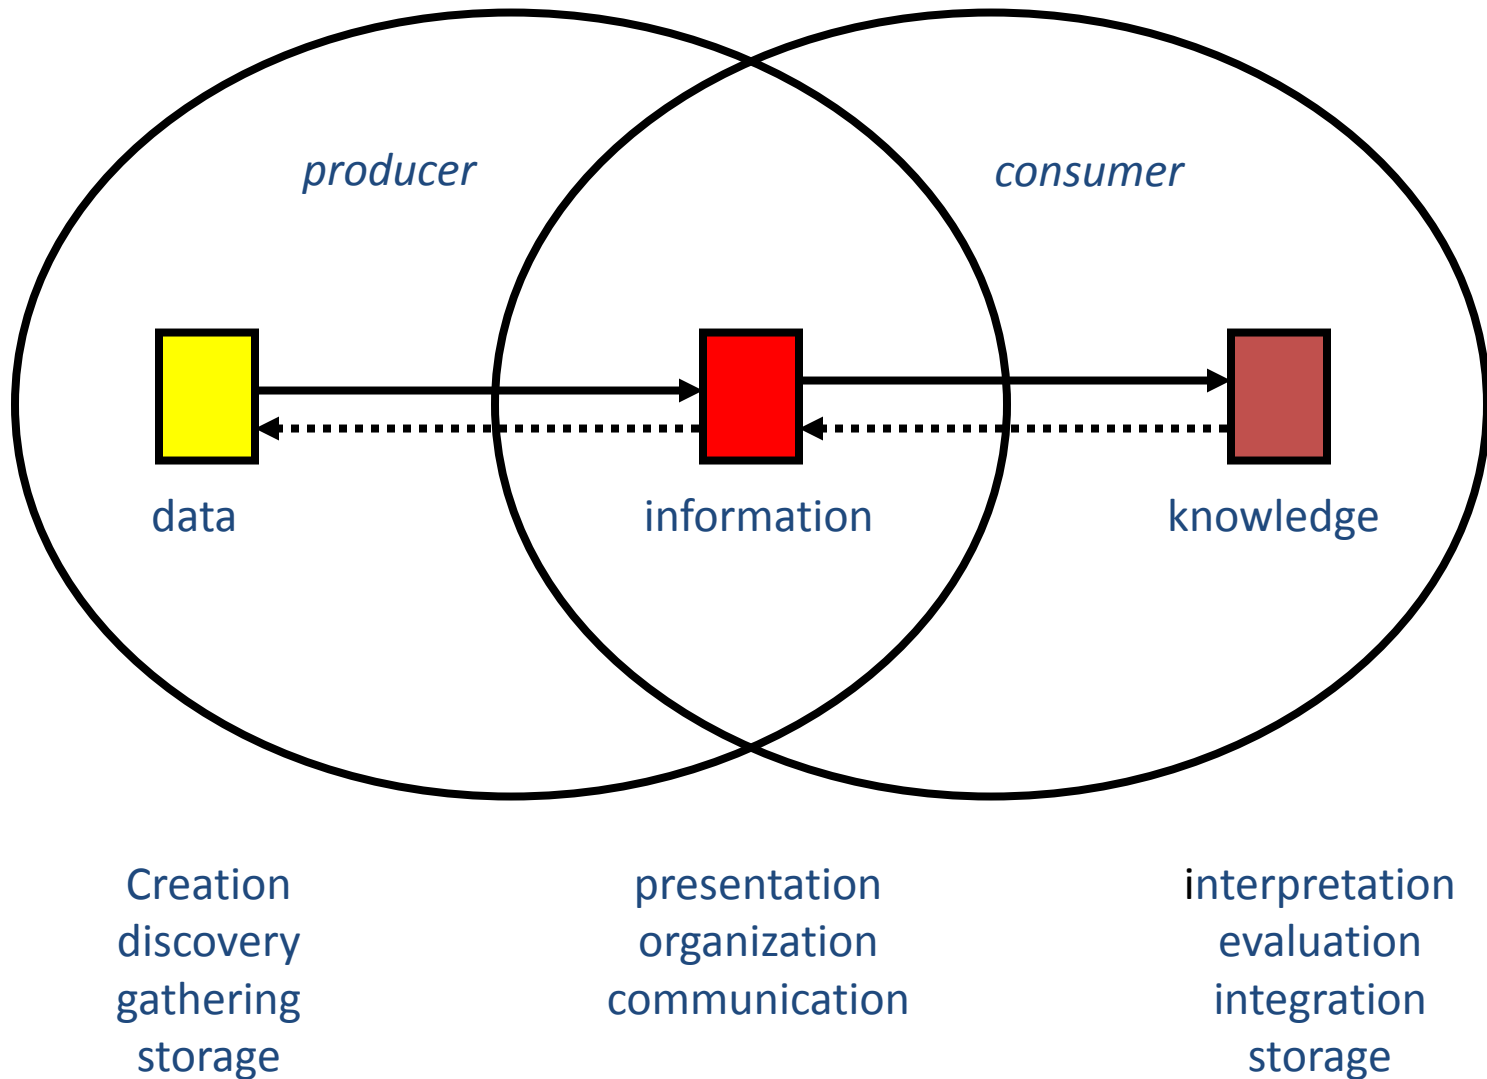 producer
consumer
data
information
knowledge
Creation
discovery
gathering
storage
presentation
organization
communication
interpretation
evaluation
integration
storage